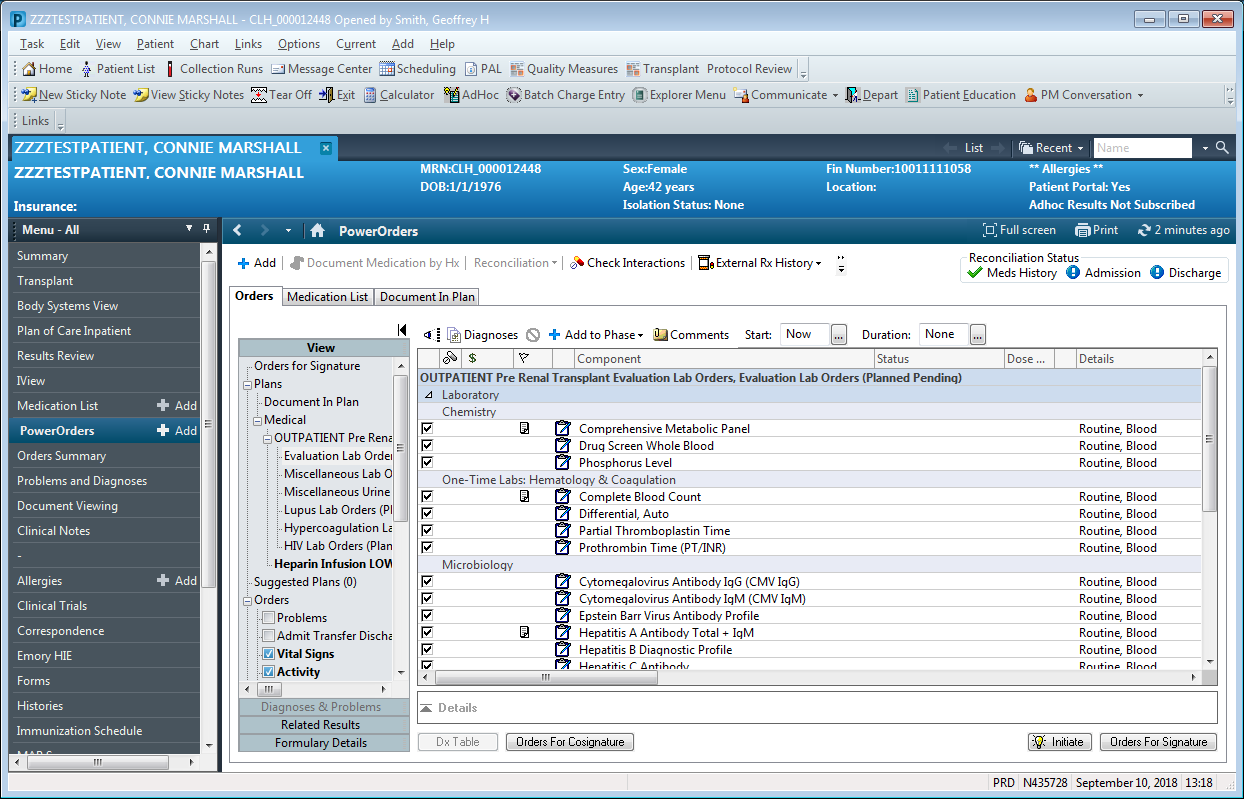 ZZZTESTPATIENT, CONNIE MARSHALL - CLH_000012448 Opened by Smith, Geoffrey H
Task Edit View Patient Chart Links Options Current Add Help
Home Patient List Collection Runs Message Center Scheduling PAL Quality Measures Transplant Protocol Review
New Sticky Note View Sticky Notes Tear Off Exit Calculator AdHoc Batch Charge Entry Explorer Menu Communicate Depart Patient Education PM Conversation
Links
ZZZTESTPATIENT, CONNIE MARSHALL
List Recent Name
ZZZTESTPATIENT, CONNIE MARSHALL
Insurance:
MRN:CLH_000012448
DOB:1/1/1976
Sex:Female
Age:42 years
Isolation Status: None
Fin Number:10011111058
Location:
** Allergies **
Patient Portal: Yes
Adhoc Results Not Subscribed
Menu - All
Summary
Transplant
Body Systems View
Plan of Care Inpatient
Results Review
IView
Medication List Add
PowerOrders Add
Orders Summary
Problems and Diagnoses
Document Viewing
Clinical Notes
-
Allergies Add
Clinical Trials
Correspondence
Emory HIE
Forms
Histories
Immunization Schedule
PowerOrders
Full screen Print 2 minutes ago
Add Document Medication by Hx Reconciliation Check Interactions External Rx History
Reconciliation Status
Meds History Admission Discharge
Orders Medication List Document In Plan
View
Orders for Signature
Plans
Document In Plan
Medical
OUTPATIENT Pre Rena
Evaluation Lab Order
Miscellaneous Lab O
Miscellaneous Urine
Lupus Lab Orders (Pl
Hypercoagulation La
HIV Lab Orders (Plan
Heparin Infusion LOW
Suggested Plans (0)
Orders
Problems
Admit Transfer Discha
Vital Signs
Activity
Diagnoses & Problems
Related Results
Formulary Details
Diagnoses Add to Phase Comments Start: Now ... Duration: None ...
$ Component Status Dose ... Details
OUTPATIENT Pre Renal Transplant Evaluation Lab Orders, Evaluation Lab Orders (Planned Pending)
Laboratory
Chemistry
Comprehensive Metabolic Panel Routine, Blood
Drug Screen Whole Blood Routine, Blood
Phosphorus Level Routine, Blood
One-Time Labs: Hematology & Coagulation
Complete Blood Count Routine, Blood
Differential, Auto Routine, Blood
Partial Thromboplastin Time Routine, Blood
Prothrombin Time (PT/INR) Routine, Blood
Microbiology
Cytomegalovirus Antibody IgG (CMV IgG) Routine, Blood
Cytomegalovirus Antibody IgM (CMV IgM) Routine, Blood
Epstein Barr Virus Antibody Profile Routine, Blood
Hepatitis A Antibody Total + IgM Routine, Blood
Hepatitis B Diagnostic Profile Routine, Blood
Hepatitis C Antibody Routine, Blood
Details
Dx Table Orders For Cosignature Initiate Orders For Signature
PRD N435728 September 10, 2018 13:18